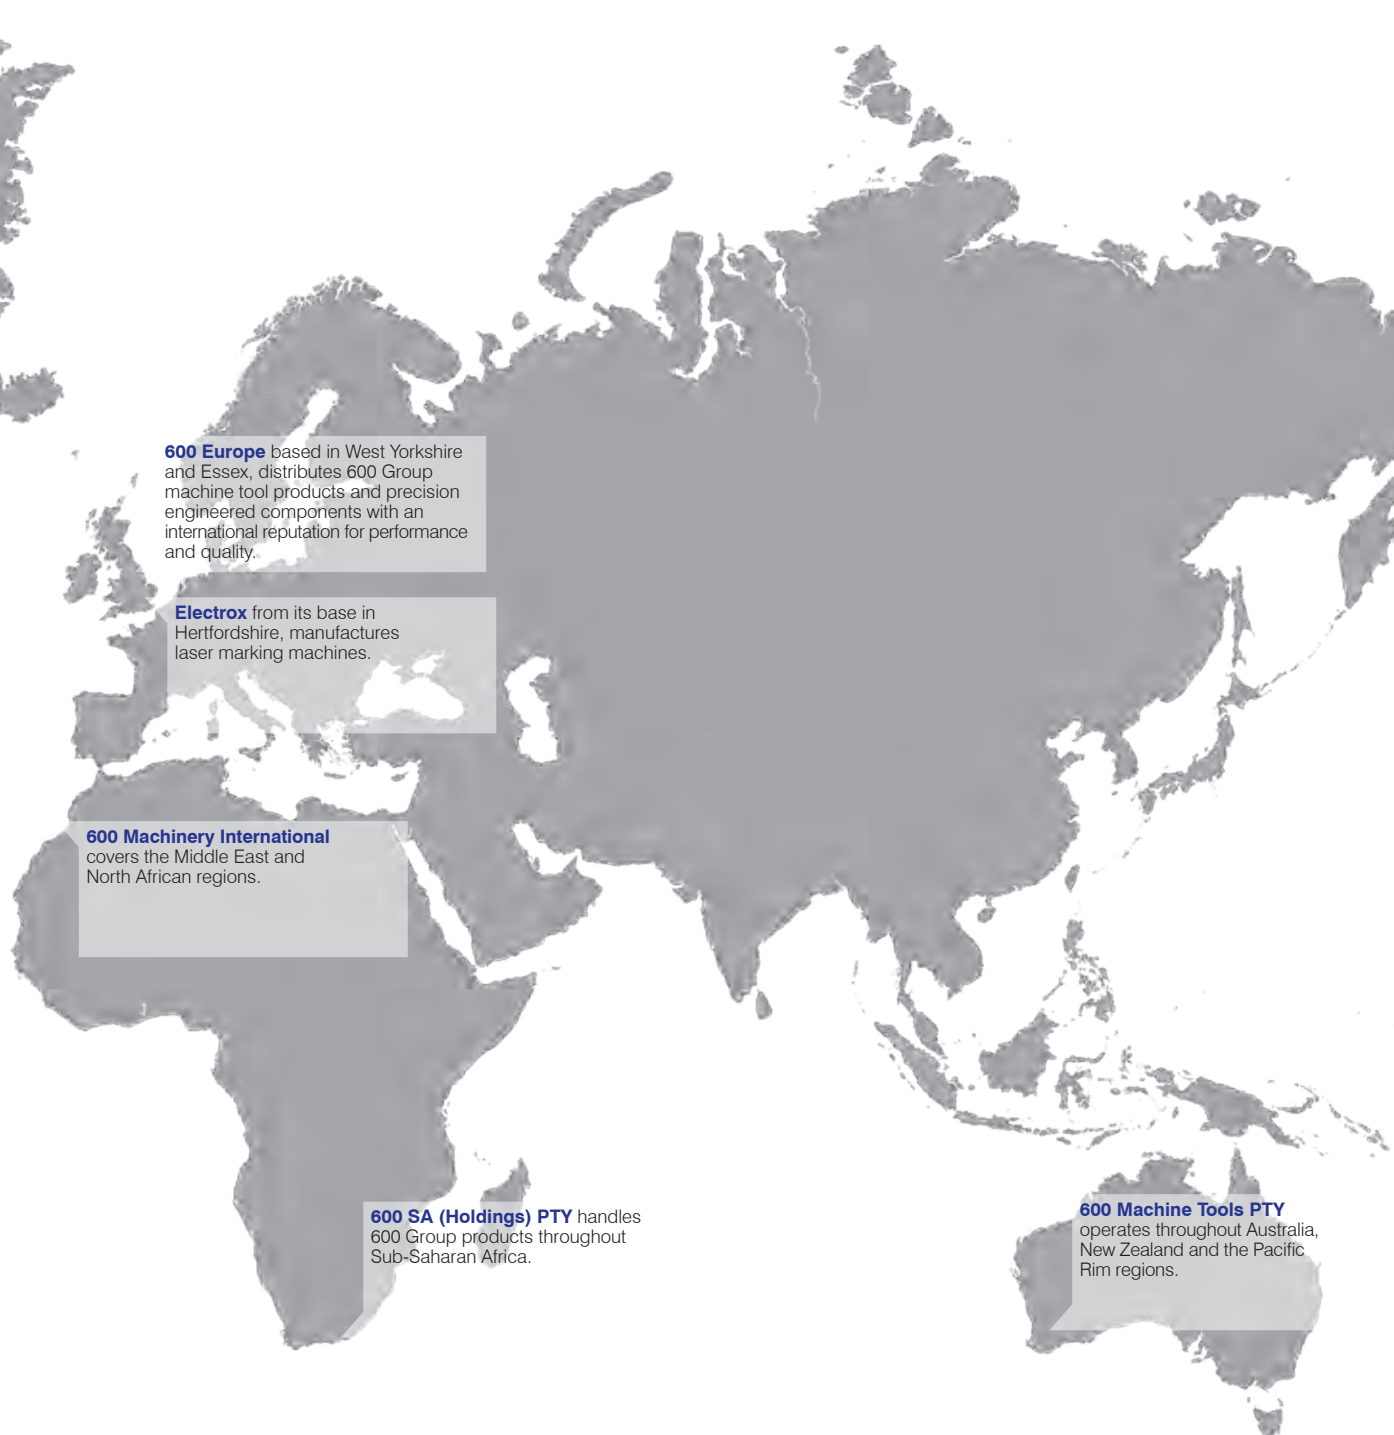 600 Europe based in West Yorkshire
and Essex, distributes 600 Group
machine tool products and precision
engineered components with an
international reputation for performance
and quality.
Electrox from its base in
Hertfordshire, manufactures
laser marking machines.
600 Machinery International
covers the Middle East and
North African regions.
600 SA (Holdings) PTY handles
600 Group products throughout
Sub-Saharan Africa.
600 Machine Tools PTY
operates throughout Australia,
New Zealand and the Pacific
Rim regions.